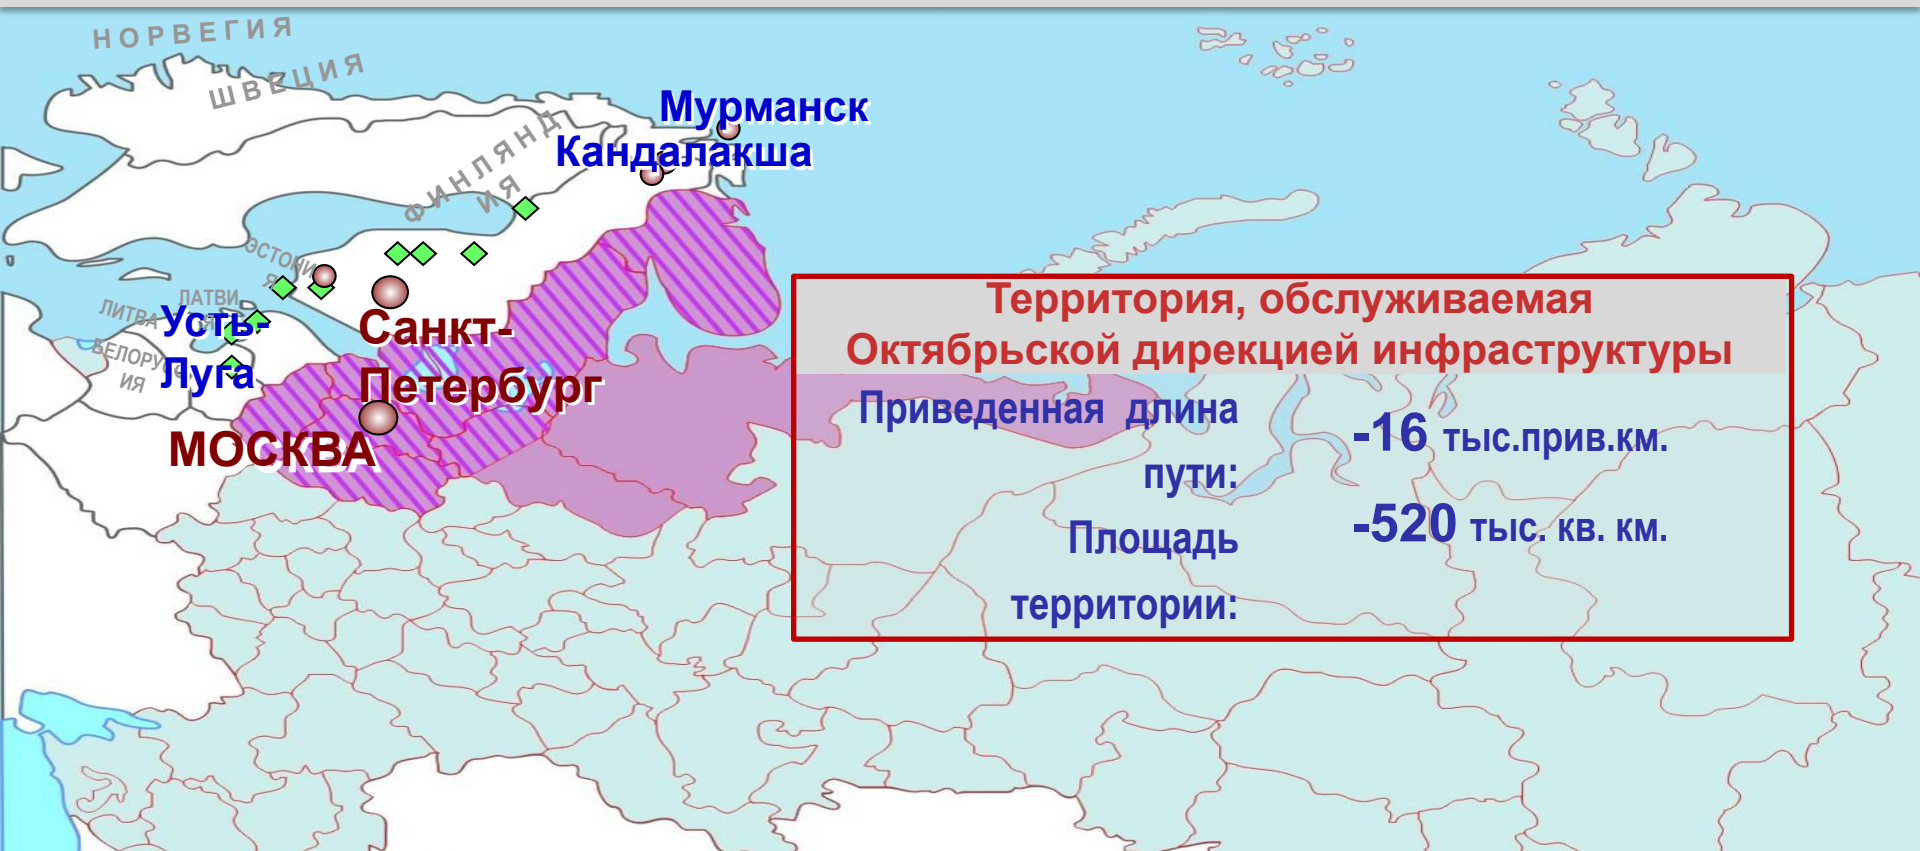 НОРВЕГИЯ
ШВЕЦИЯ
ФИНЛЯНД
ИЯ
Мурманск
Кандалакша
ЭСТОНИ
Я
ЛАТВИ
Я
ЛИТВА
БЕЛОРУСС
ИЯ
Усть-
Луга
Санкт-
Петербург
МОСКВА
Территория, обслуживаемая
Октябрьской дирекцией инфраструктуры
Приведенная длина
пути:
-16 тыс.прив.км.
Площадь
территории:
-520 тыс. кв. км.